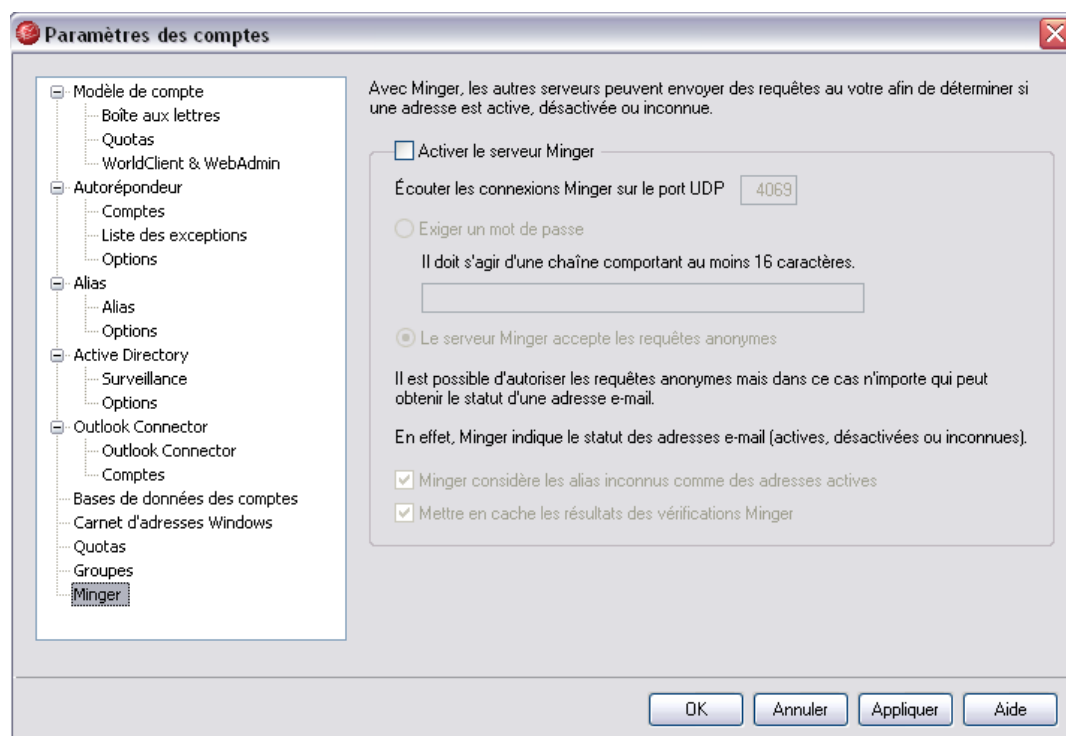 Paramètres des comptes
Modèle de compte
Boîte aux lettres
Quotas
WorldClient & WebAdmin
Autorépondeur
Comptes
Liste des exceptions
Options
Alias
Alias
Options
Active Directory
Surveillance
Options
Outlook Connector
Outlook Connector
Comptes
Bases de données des comptes
Carnet d'adresses Windows
Quotas
Groupes
Minger
Avec Minger, les autres serveurs peuvent envoyer des requêtes au votre afin de déterminer si
une adresse est active, désactivée ou inconnue.
Activer le serveur Minger
Écouter les connexions Minger sur le port UDP 4069
Exiger un mot de passe
Il doit s'agir d'une chaîne comportant au moins 16 caractères.
Le serveur Minger accepte les requêtes anonymes
Il est possible d'autoriser les requêtes anonymes mais dans ce cas n'importe qui peut
obtenir le statut d'une adresse e-mail.
En effet, Minger indique le statut des adresses e-mail (actives, désactivées ou inconnues).
Minger considère les alias inconnus comme des adresses actives
Mettre en cache les résultats des vérifications Minger
OK Annuler Appliquer Aide